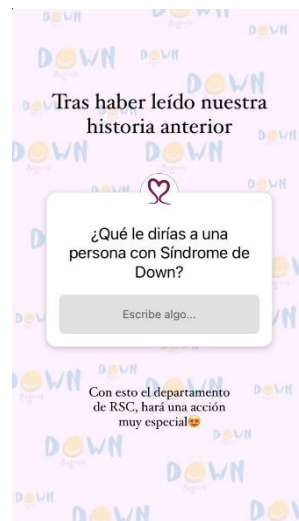 Tras haber leído nuestra
historia anterior
¿Qué le dirías a una
persona con Síndrome de
Down?
Escribe algo...
Con esto el departamento
de RSC, hará una acción
muy especial😍